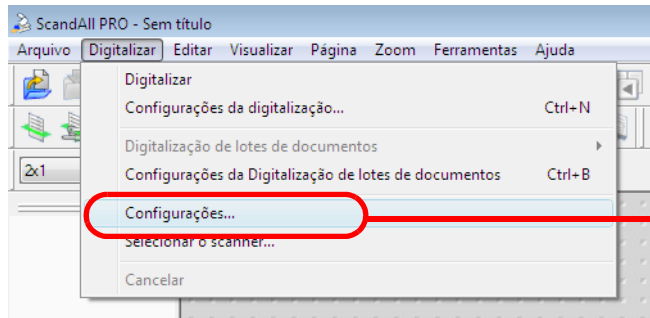 ScandAll PRO - Sem título
Arquivo Digitalizar Editar Visualizar Página Zoom Ferramentas Ajuda
Digitalizar
Configurações da digitalização... Ctrl+N
Digitalização de lotes de documentos
2x1
Configurações da Digitalização de lotes de documentos Ctrl+B
Configurações...
Selecionar o scanner...
Cancelar